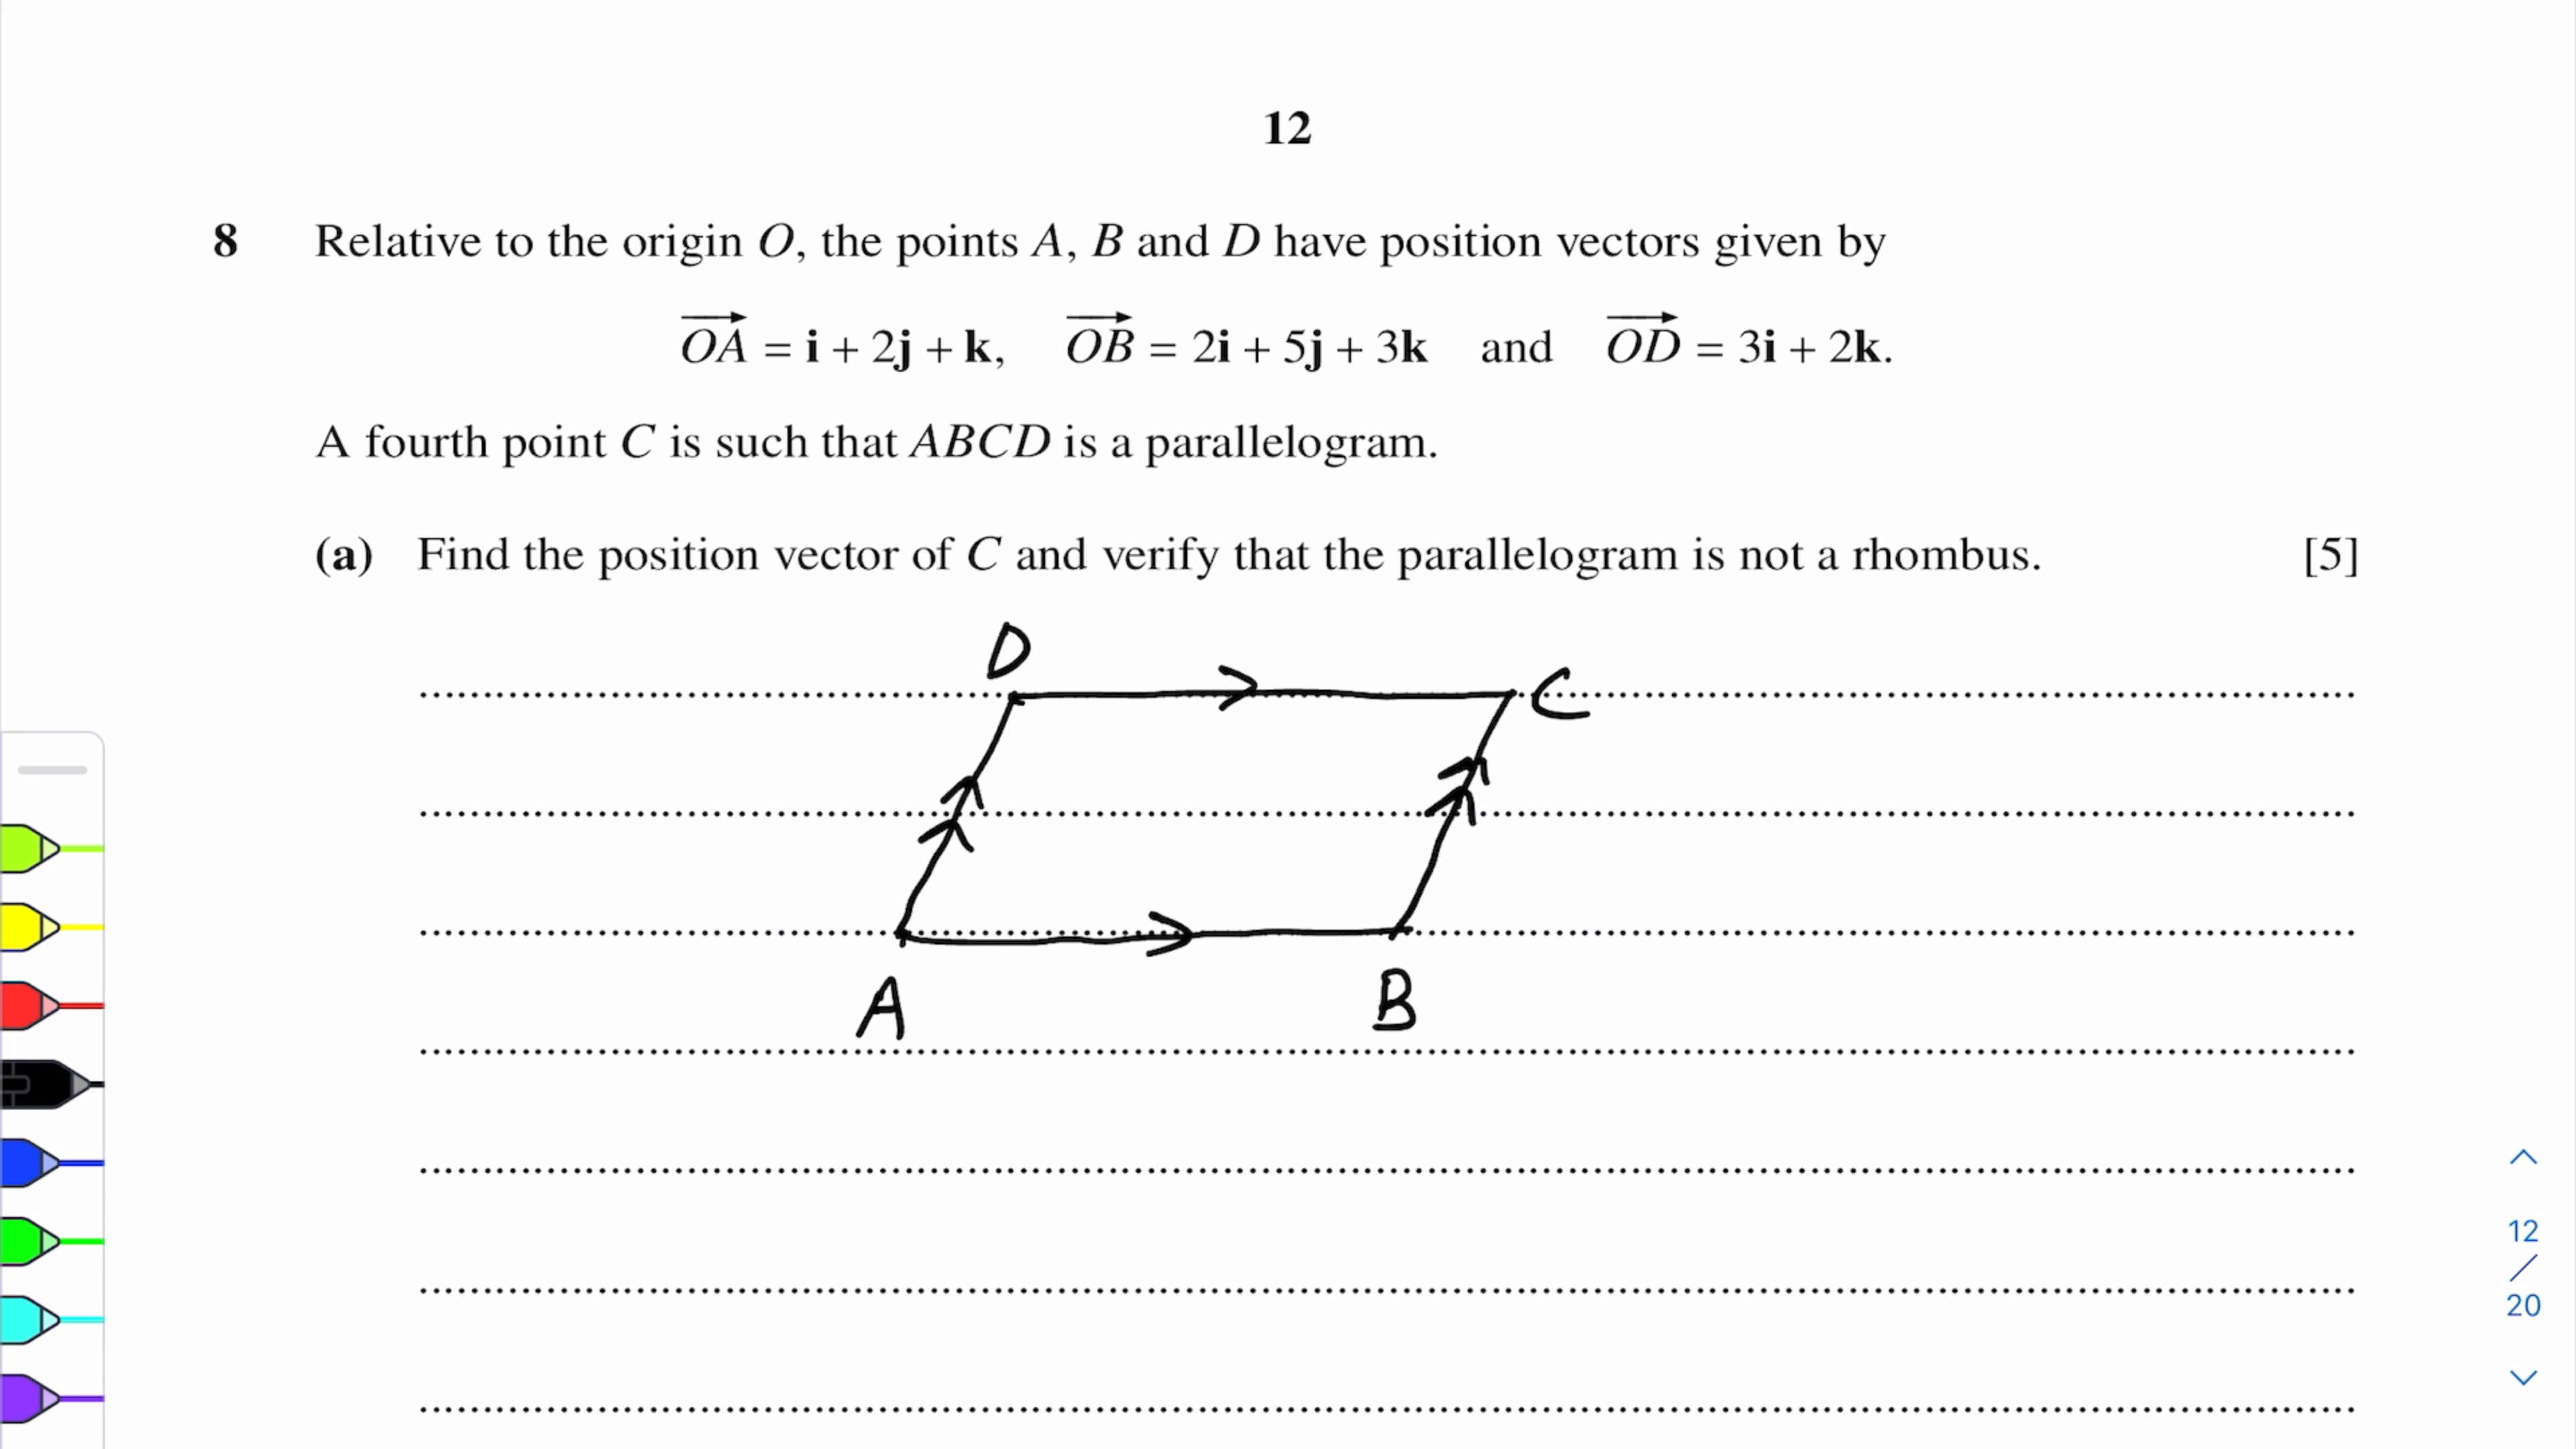 12
8 Relative to the origin O, the points A, B and D have position vectors given by
OA = i + 2j + k, OB = 2i + 5j + 3k and OD = 3i + 2k.
A fourth point C is such that ABCD is a parallelogram.
(a) Find the position vector of C and verify that the parallelogram is not a rhombus. [5]
D
C
A
B
12
/
20